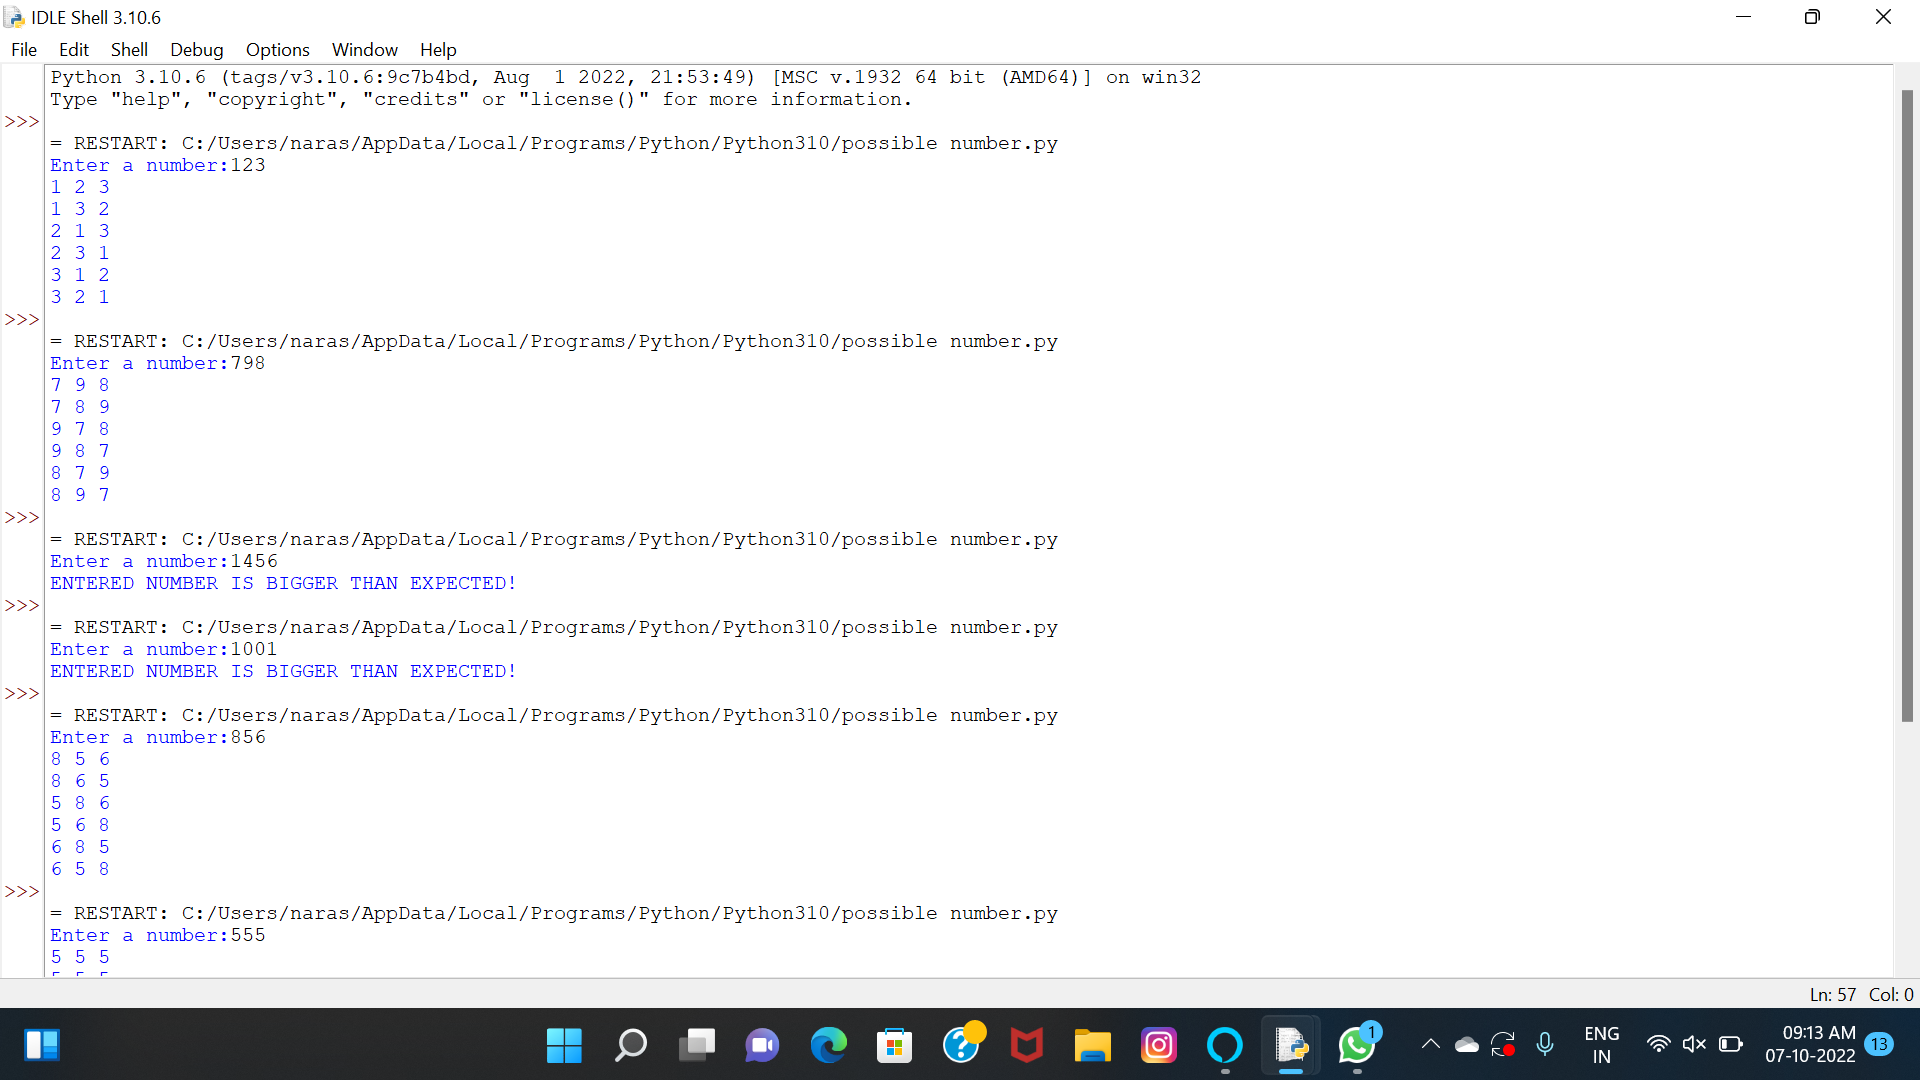 IDLE Shell 3.10.6
File Edit Shell Debug Options Window Help
Python 3.10.6 (tags/v3.10.6:9c7b4bd, Aug  1 2022, 21:53:49) [MSC v.1932 64 bit (AMD64)] on win32
Type "help", "copyright", "credits" or "license()" for more information.
>>>
= RESTART: C:/Users/naras/AppData/Local/Programs/Python/Python310/possible number.py
Enter a number:123
1 2 3
1 3 2
2 1 3
2 3 1
3 1 2
3 2 1
>>>
= RESTART: C:/Users/naras/AppData/Local/Programs/Python/Python310/possible number.py
Enter a number:798
7 9 8
7 8 9
9 7 8
9 8 7
8 7 9
8 9 7
>>>
= RESTART: C:/Users/naras/AppData/Local/Programs/Python/Python310/possible number.py
Enter a number:1456
ENTERED NUMBER IS BIGGER THAN EXPECTED!
>>>
= RESTART: C:/Users/naras/AppData/Local/Programs/Python/Python310/possible number.py
Enter a number:1001
ENTERED NUMBER IS BIGGER THAN EXPECTED!
>>>
= RESTART: C:/Users/naras/AppData/Local/Programs/Python/Python310/possible number.py
Enter a number:856
8 5 6
8 6 5
5 8 6
5 6 8
6 8 5
6 5 8
>>>
= RESTART: C:/Users/naras/AppData/Local/Programs/Python/Python310/possible number.py
Enter a number:555
5 5 5
Ln: 57 Col: 0
1
ENG
IN
09:13 AM
07-10-2022
13